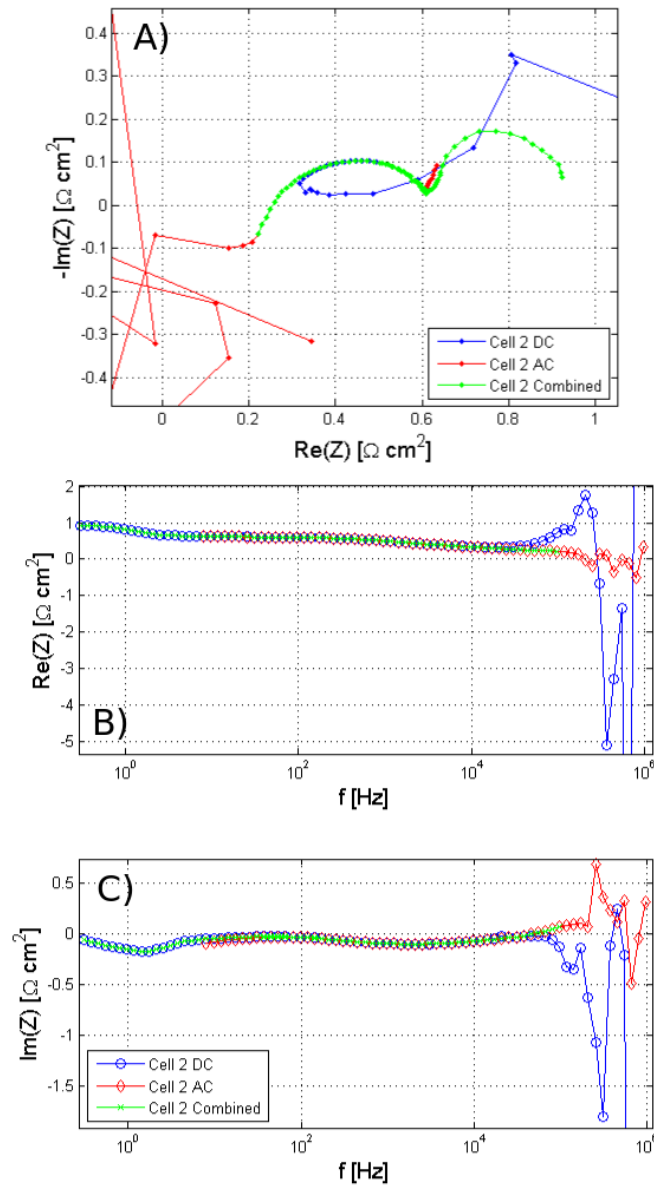 A)
0.4
0.3
0.2
0.1
0
-0.1
-0.2
-0.3
-0.4
-Im(Z) [Ω cm²]
0 0.2 0.4 0.6 0.8 1
Re(Z) [Ω cm²]
Cell 2 DC
Cell 2 AC
Cell 2 Combined
B)
2
1
0
-1
-2
-3
-4
-5
Re(Z) [Ω cm²]
10⁰ 10² 10⁴ 10⁶
f [Hz]
C)
0.5
0
-0.5
-1
-1.5
Im(Z) [Ω cm²]
Cell 2 DC
Cell 2 AC
Cell 2 Combined
10⁰ 10² 10⁴ 10⁶
f [Hz]